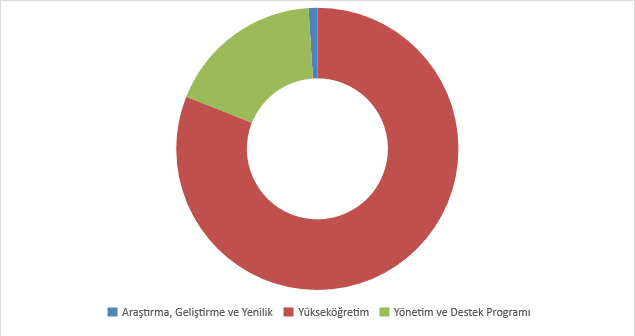 Araştırma, Geliştirme ve Yenilik Yükseköğretim Yönetim ve Destek Programı